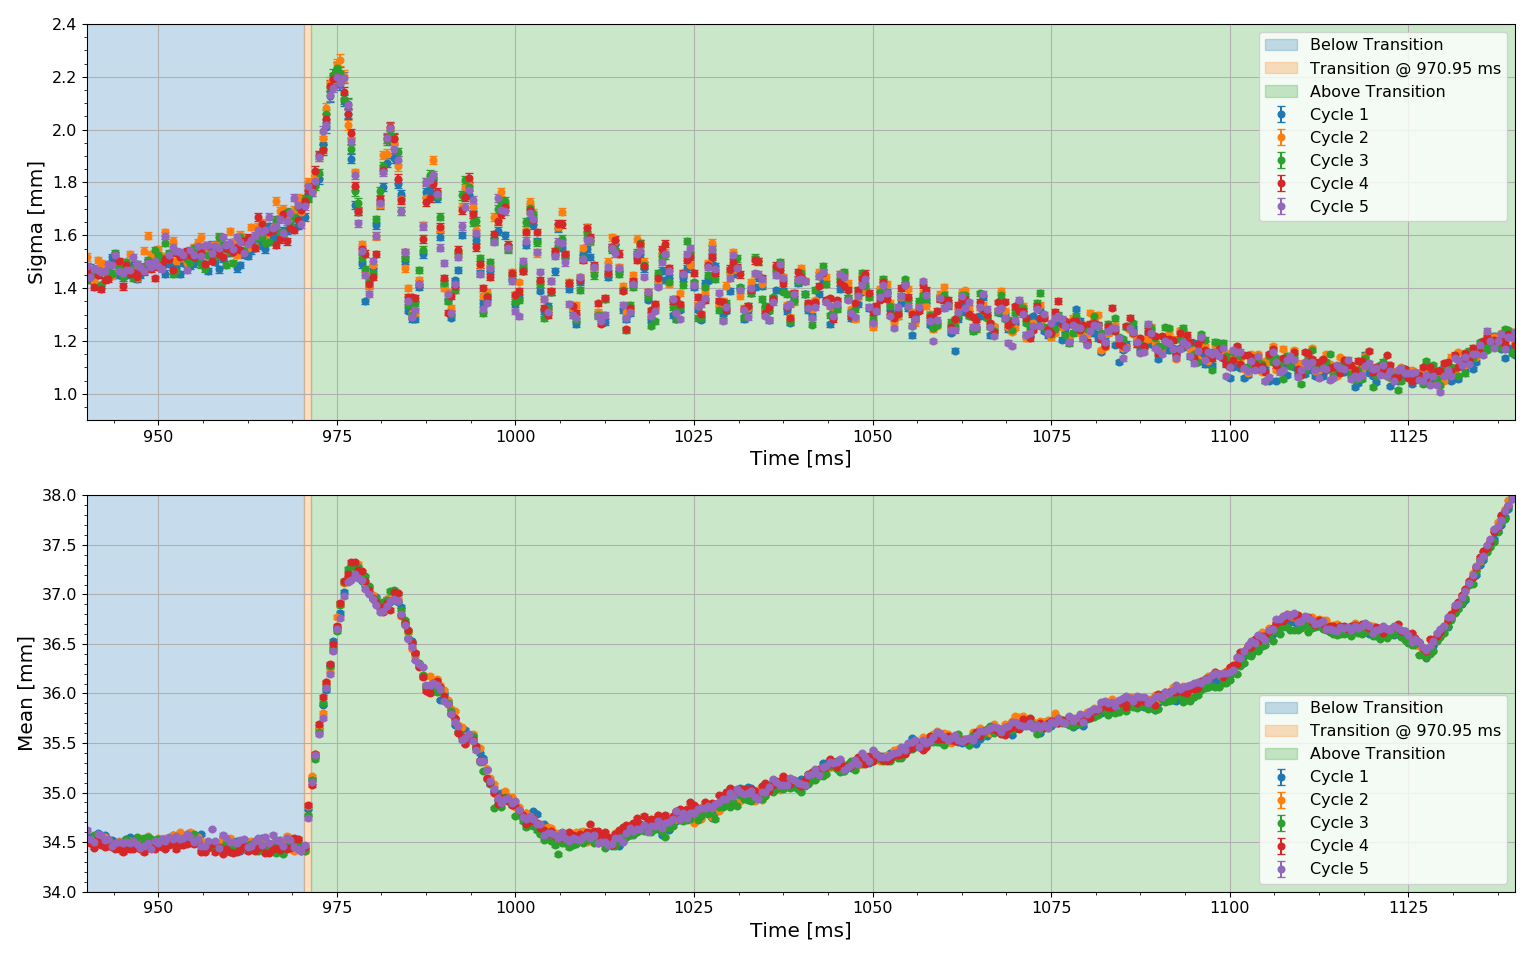 2.4
2.2
2.0
1.8
1.6
1.4
1.2
1.0
Sigma [mm]
Below Transition
Transition @ 970.95 ms
Above Transition
Cycle 1
Cycle 2
Cycle 3
Cycle 4
Cycle 5
950 975 1000 1025 1050 1075 1100 1125
Time [ms]
38.0
37.5
37.0
36.5
36.0
35.5
35.0
34.5
34.0
Mean [mm]
Below Transition
Transition @ 970.95 ms
Above Transition
Cycle 1
Cycle 2
Cycle 3
Cycle 4
Cycle 5
950 975 1000 1025 1050 1075 1100 1125
Time [ms]